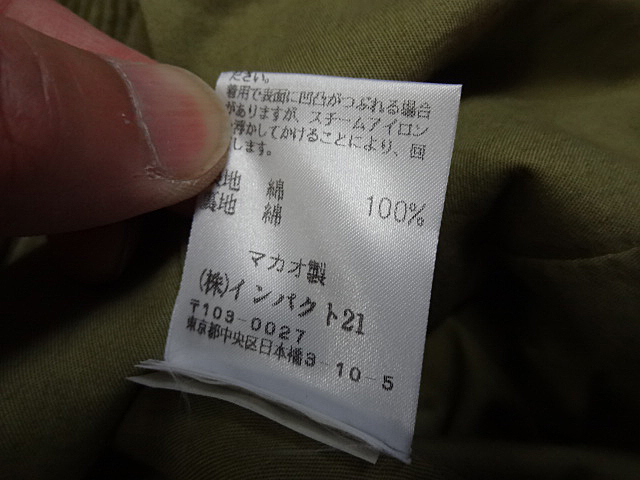 ださい。
着用で表面に凹凸がつぶれる場合
がありますが、スチームアイロン
浮かしてかけることにより、回
します。
表地 綿
裏地 綿 100%
マカオ製
(株)インパクト21
〒103-0027
東京都中央区日本橋3-10-5